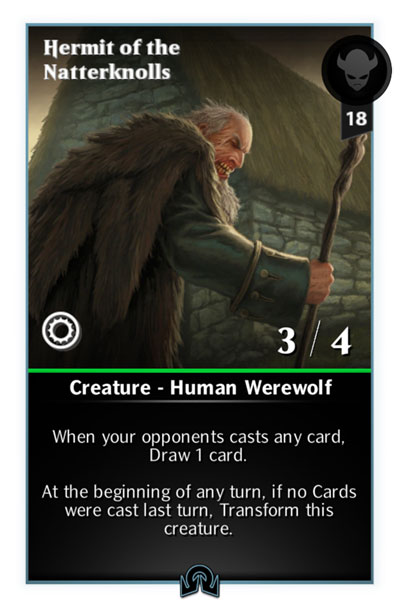 Hermit of the
Natterknolls
18
3 / 4
Creature - Human Werewolf
When your opponents casts any card,
Draw 1 card.
At the beginning of any turn, if no Cards
were cast last turn, Transform this
creature.